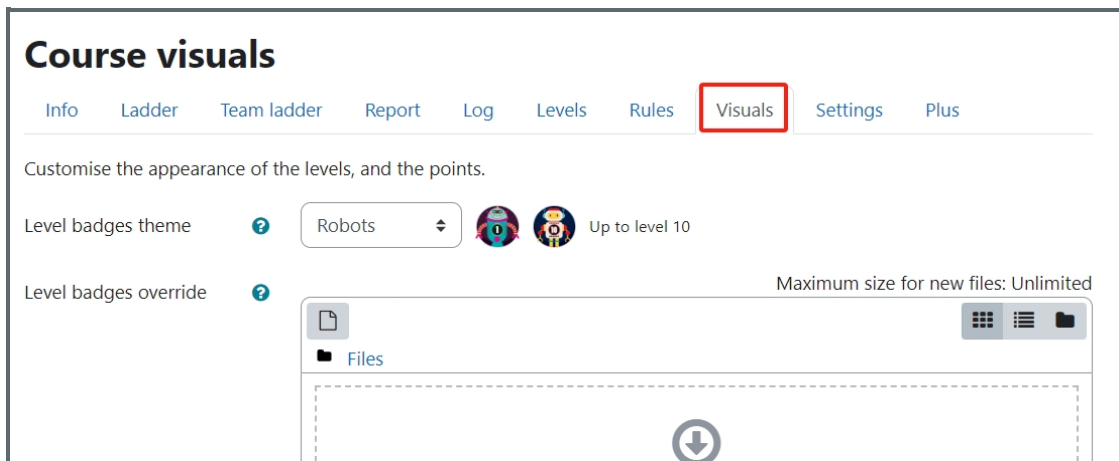 Course visuals
Info Ladder Team ladder Report Log Levels Rules Visuals Settings Plus
Customise the appearance of the levels, and the points.
Level badges theme ? Robots Up to level 10
Maximum size for new files: Unlimited
Level badges override ?
Files